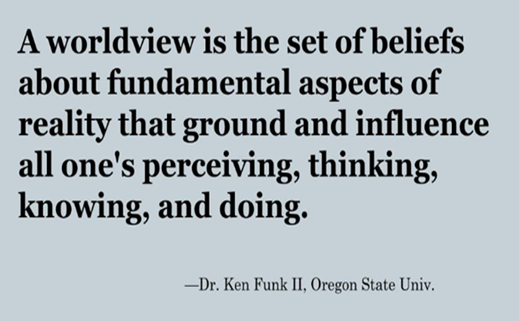 A worldview is the set of beliefs
about fundamental aspects of
reality that ground and influence
all one's perceiving, thinking,
knowing, and doing.
—Dr. Ken Funk II, Oregon State Univ.